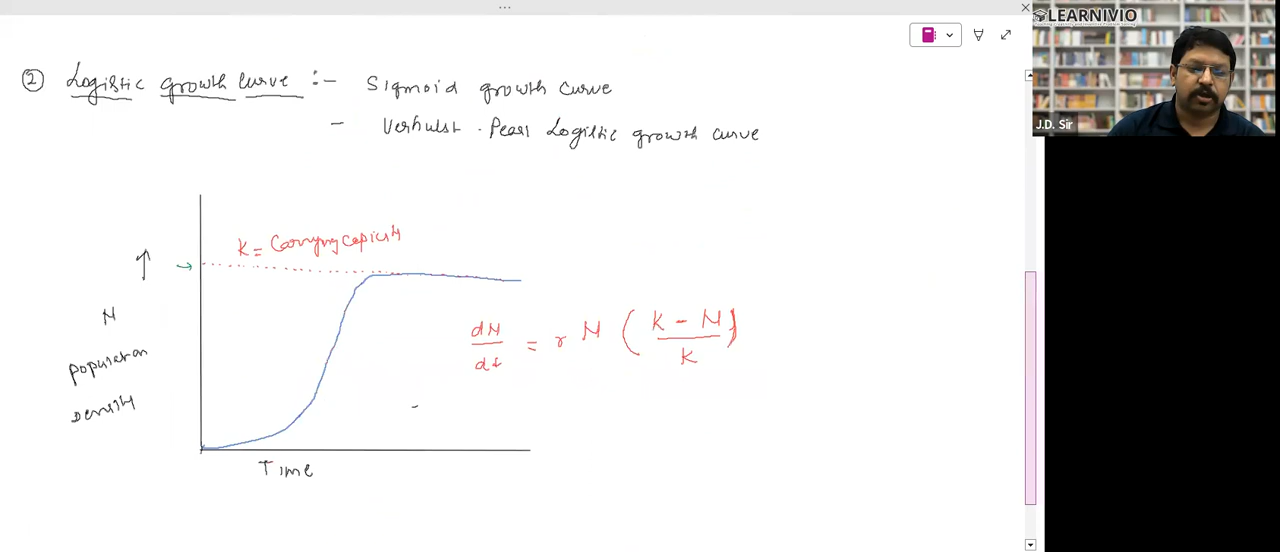 ② Logistic growth curve :- Sigmoid growth curve
- Verhulst . Pearl Logistic growth curve
K = Carrying capicity
↑
N
population
density
dN/dt = r N ( K - N / K )
Time
LEARNIVIO
J.D. Sir